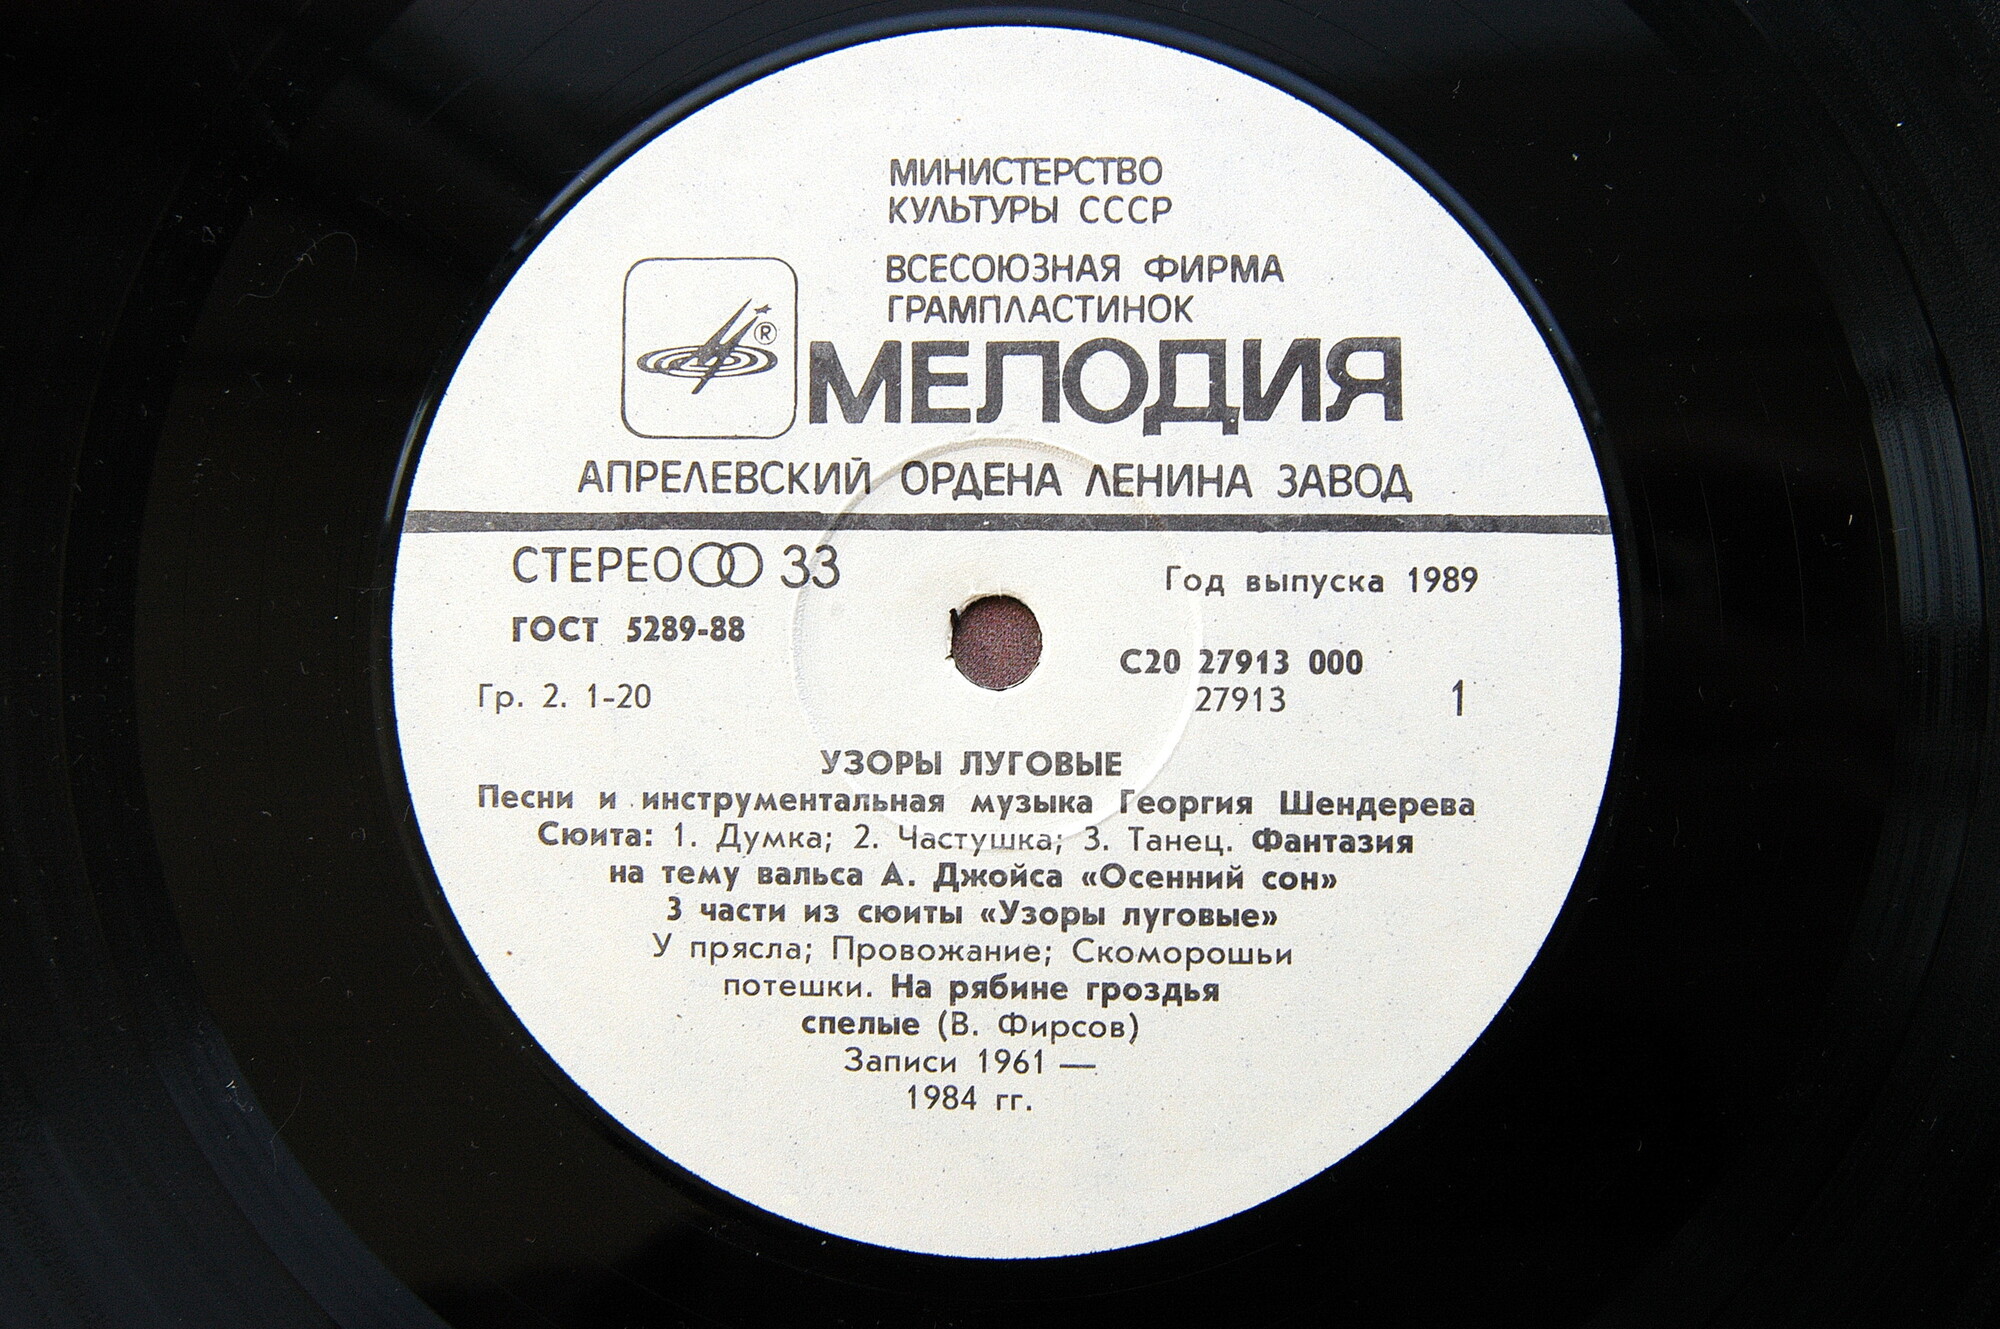 МИНИСТЕРСТВО
КУЛЬТУРЫ СССР
ВСЕСОЮЗНАЯ ФИРМА
ГРАМПЛАСТИНОК
®
МЕЛОДИЯ
АПРЕЛЕВСКИЙ ОРДЕНА ЛЕНИНА ЗАВОД
СТЕРЕО 33
Год выпуска 1989
ГОСТ 5289-88
С20 27913 000
Гр. 2. 1-20
27913
1
УЗОРЫ ЛУГОВЫЕ
Песни и инструментальная музыка Георгия Шендерева
Сюита: 1. Думка; 2. Частушка; 3. Танец. Фантазия
на тему вальса А. Джойса «Осенний сон»
3 части из сюиты «Узоры луговые»
У прясла; Провожание; Скоморошьи
потешки. На рябине гроздья
спелые (В. Фирсов)
Записи 1961 —
1984 гг.